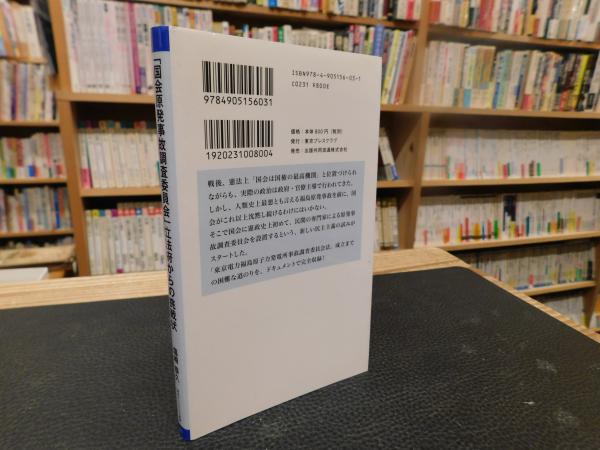 「国会原発事故調査委員会」立法府からの挑戦状
9784905156031
1920231008004
ISBN978-4-905156-03-1
C0231 ¥800E
価格：本体800円（税別）
発行：東京プレスクラブ
発売：出版共同流通株式会社
戦後、憲法上「国会は国権の最高機関」と位置づけられ
ながらも、実際の政治は政府・官僚主導で行われてきた。
しかし、人類史上最悪とも言える福島原発事故を前に、国
会がこれ以上沈黙し続けるわけにはいかない。
そこで国会に憲政史上初めて、民間の専門家による原発事
故調査委員会を設置するという、新しい民主主義の試みが
スタートした。
「東京電力福島原子力発電所事故調査委員会法」成立まで
の困難な道のりを、ドキュメントで完全収録！